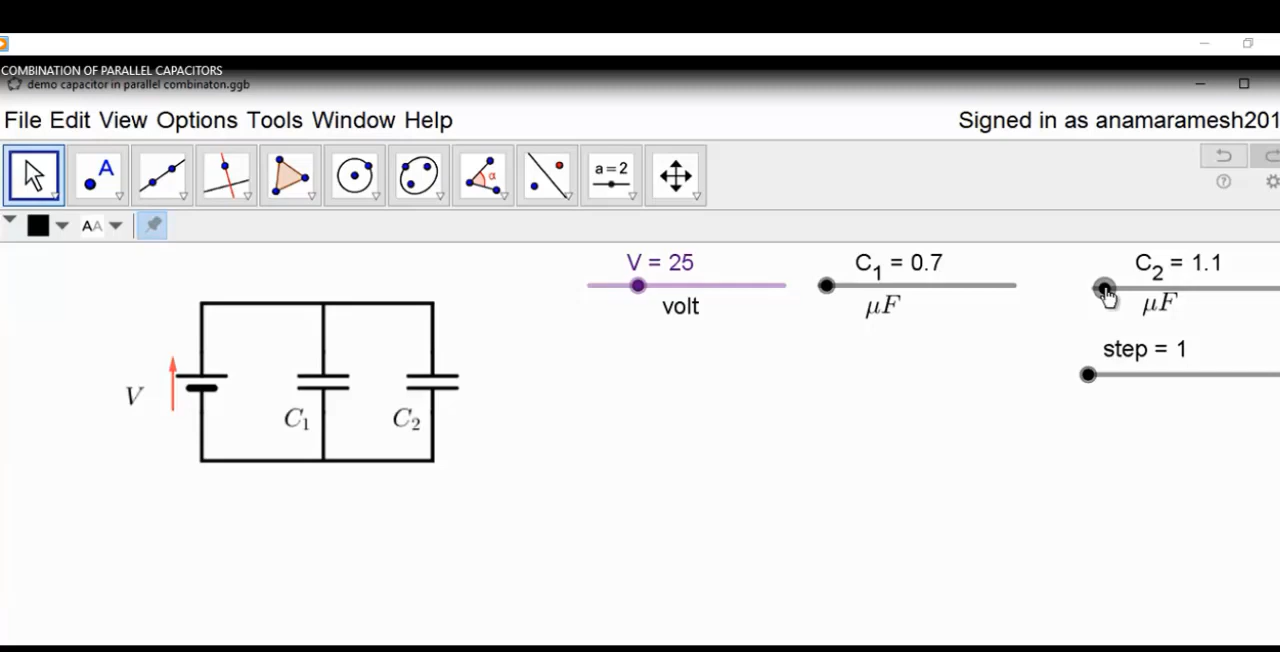 COMBINATION OF PARALLEL CAPACITORS
demo capacitor in parallel combinaton.ggb
File Edit View Options Tools Window Help
Signed in as anamaramesh201
A
α
a=2
AA
V = 25
volt
C₁ = 0.7
μF
C₂ = 1.1
μF
step = 1
V
C₁
C₂